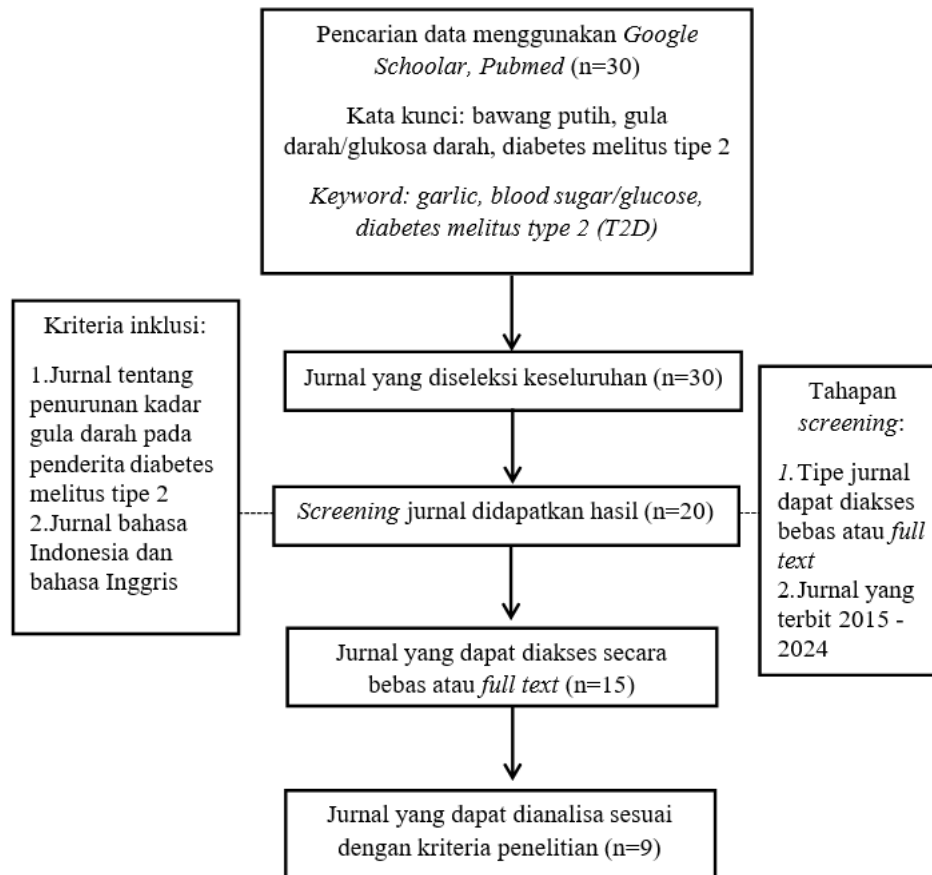 Pencarian data menggunakan Google
Schoolar, Pubmed (n=30)
Kata kunci: bawang putih, gula
darah/glukosa darah, diabetes melitus tipe 2
Keyword: garlic, blood sugar/glucose,
diabetes melitus type 2 (T2D)
Kriteria inklusi:
1.Jurnal tentang
penurunan kadar
gula darah pada
penderita diabetes
melitus tipe 2
2.Jurnal bahasa
Indonesia dan
bahasa Inggris
Jurnal yang diseleksi keseluruhan (n=30)
Tahapan
screening:
1.Tipe jurnal
dapat diakses
bebas atau full
text
2.Jurnal yang
terbit 2015 -
2024
Screening jurnal didapatkan hasil (n=20)
Jurnal yang dapat diakses secara
bebas atau full text (n=15)
Jurnal yang dapat dianalisa sesuai
dengan kriteria penelitian (n=9)